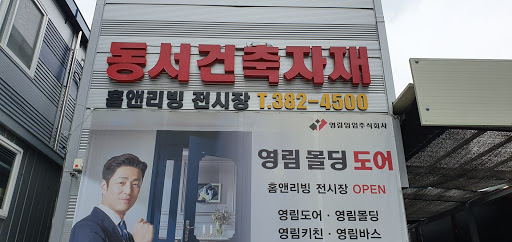 동서건축자재
홈앤리빙 전시장 T.382-4500
영림임업주식회사
영림 몰딩 도어
홈앤리빙 전시장 OPEN
영림도어 · 영림몰딩
영림키친 · 영림바스